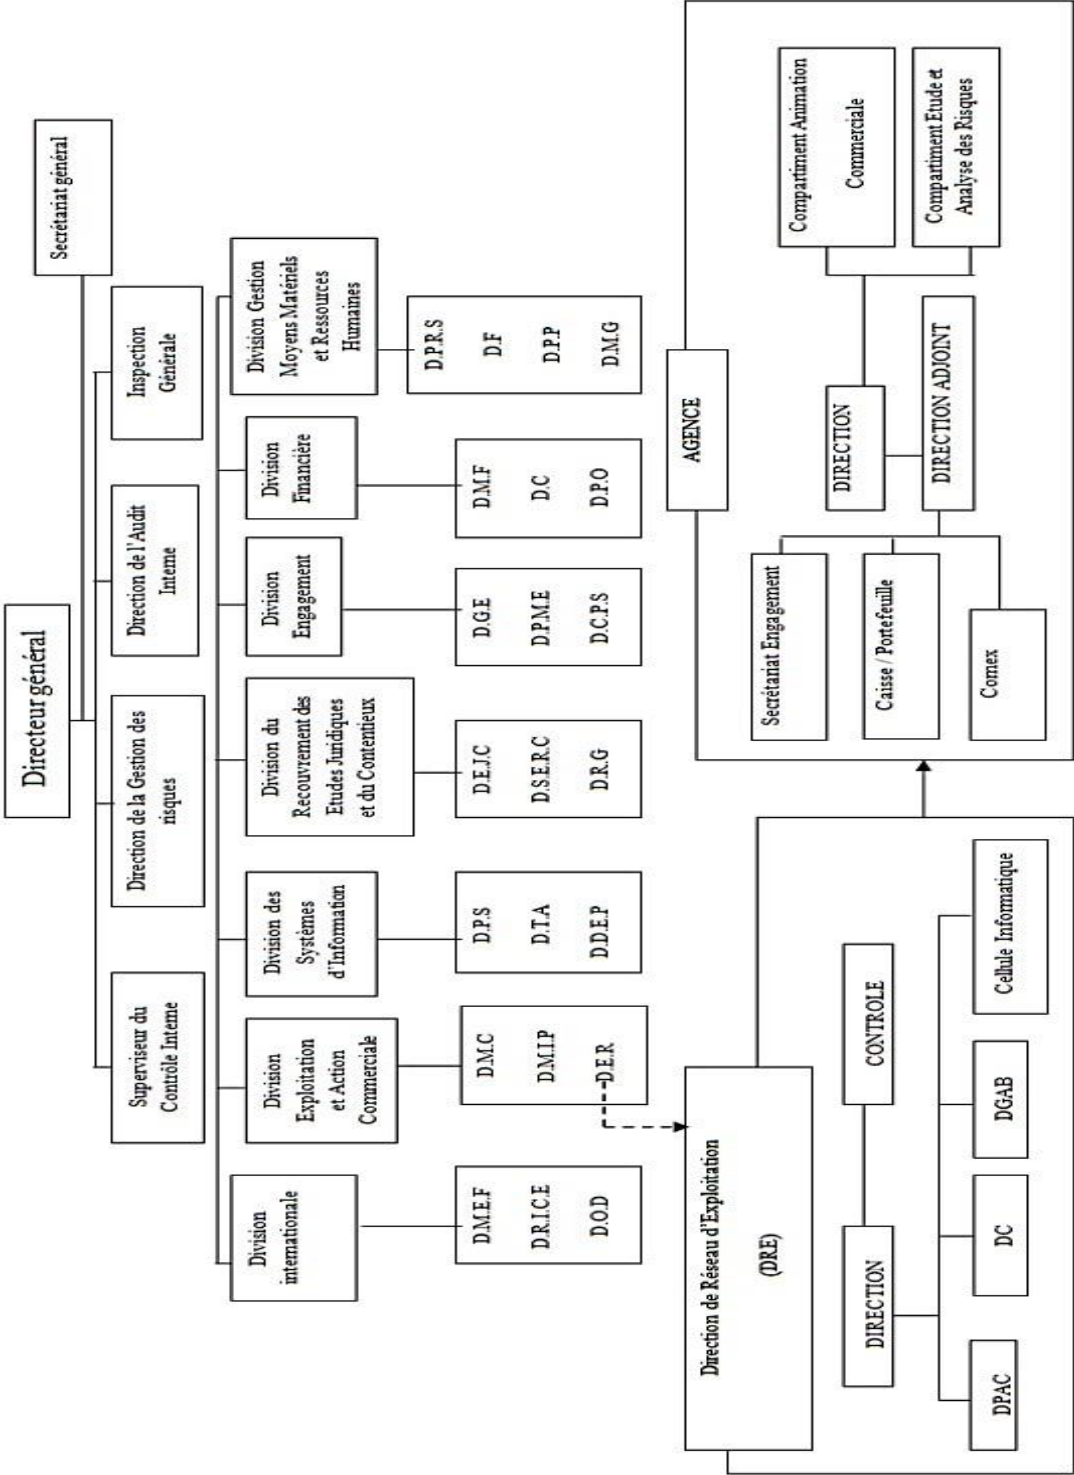 Directeur général
Secrétariat général
Superviseur du
Contrôle Interne
Direction de la Gestion des
risques
Direction de l'Audit
Interne
Inspection
Générale
Division
internationale
Division
Exploitation
et Action
Commerciale
Division des
Systèmes
d'Information
Division du
Recouvrement des
Etudes Juridiques
et du Contentieux
Division
Engagement
Division
Financière
Division Gestion
Moyens Matériels
et Ressources
Humaines
D.M.E.F
D.R.I.C.E
D.O.D
D.M.C
D.M.I.P
D.E.R
D.P.S
D.T.A
D.D.E.P
D.E.J.C
D.S.E.R.C
D.R.G
D.G.E
D.P.M.E
D.C.P.S
D.M.F
D.C
D.P.O
D.P.R.S
D.F
D.P.P
D.M.G
Direction de Réseau d'Exploitation
(DRE)
DIRECTION
CONTROLE
DPAC
DC
DGAB
Cellule Informatique
AGENCE
DIRECTION
DIRECTION ADJOINT
Compartiment Animation
Commerciale
Compartiment Etude et
Analyse des Risques
Secrétariat Engagement
Caisse / Portefeuille
Comex